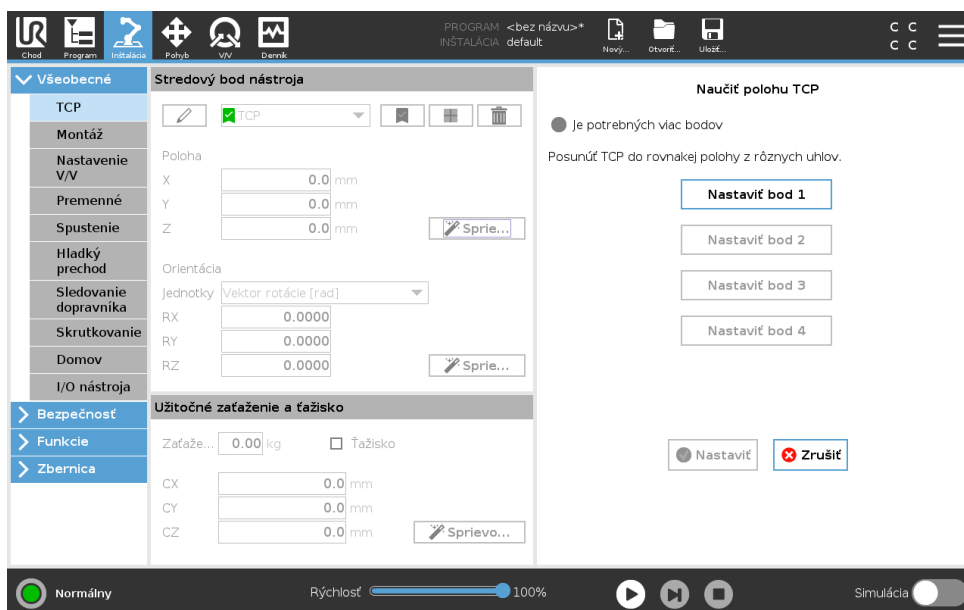 PROGRAM <bez názvu>*
INŠTALÁCIA default
Chod
Program
Inštalácia
Pohyb
V/V
Denník
Nový...
Otvoriť...
Uložiť...
C C
C C
Všeobecné
TCP
Montáž
Nastavenie
V/V
Premenné
Spustenie
Hladký
prechod
Sledovanie
dopravníka
Skrutkovanie
Domov
I/O nástroja
Bezpečnosť
Funkcie
Zbernica
Stredový bod nástroja
TCP
Poloha
X 0.0 mm
Y 0.0 mm
Z 0.0 mm
Sprie...
Orientácia
Jednotky Vektor rotácie [rad]
RX 0.0000
RY 0.0000
RZ 0.0000
Sprie...
Užitočné zaťaženie a ťažisko
Zaťaže... 0.00 kg Ťažisko
CX 0.0 mm
CY 0.0 mm
CZ 0.0 mm
Sprievo...
Naučiť polohu TCP
Je potrebných viac bodov
Posunúť TCP do rovnakej polohy z rôznych uhlov.
Nastaviť bod 1
Nastaviť bod 2
Nastaviť bod 3
Nastaviť bod 4
Nastaviť
Zrušiť
Normálny
Rýchlosť 100%
Simulácia